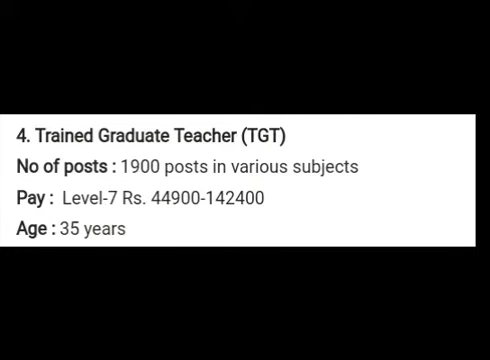 4. Trained Graduate Teacher (TGT)
No of posts : 1900 posts in various subjects
Pay : Level-7 Rs. 44900-142400
Age : 35 years